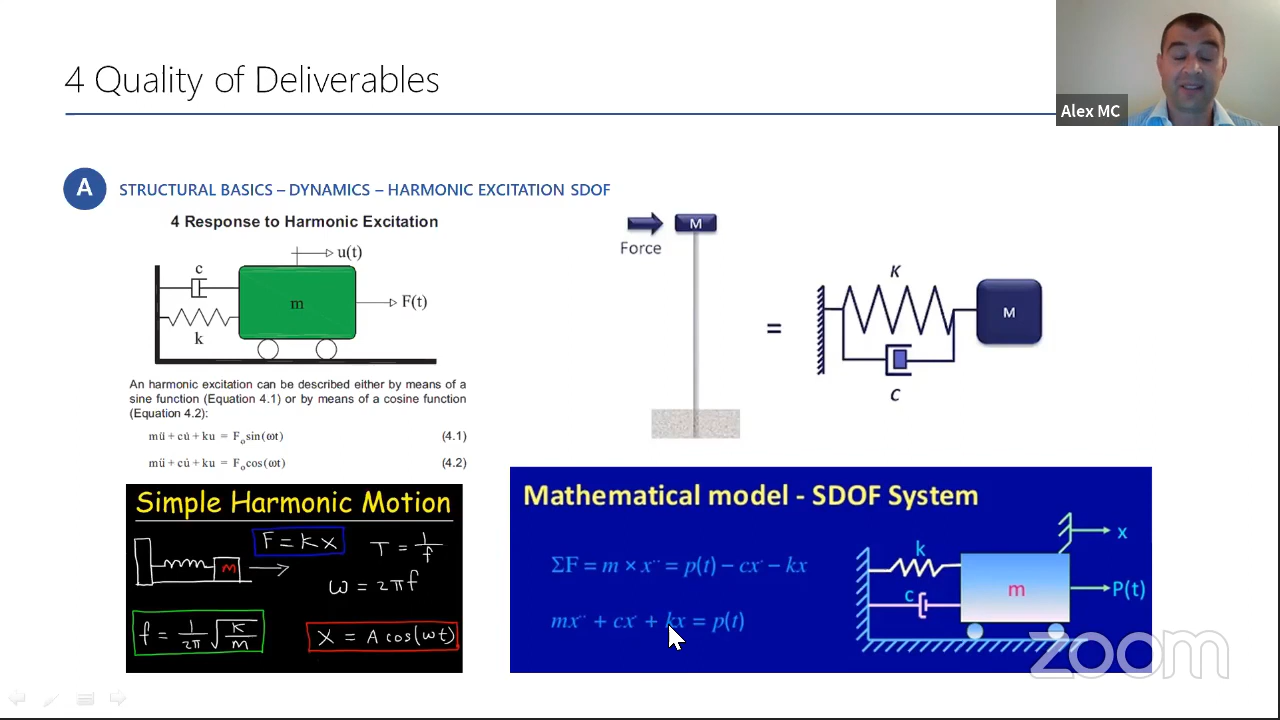 4 Quality of Deliverables
Alex MC
A
STRUCTURAL BASICS – DYNAMICS – HARMONIC EXCITATION SDOF
4 Response to Harmonic Excitation
u(t)
c
m
F(t)
k
An harmonic excitation can be described either by means of a
sine function (Equation 4.1) or by means of a cosine function
(Equation 4.2):
mü + cu̇ + ku = Fosin(ωt) (4.1)
mü + cu̇ + ku = Focos(ωt) (4.2)
M
Force
=
K
M
C
Simple Harmonic Motion
F = K x
T = 1/f
m
ω = 2πf
f = 1/2π √K/m
X = A cos(ωt)
Mathematical model - SDOF System
ΣF = m × x·· = p(t) – cx· – kx
mx·· + cx· + kx = p(t)
x
k
c
m
P(t)
zoom